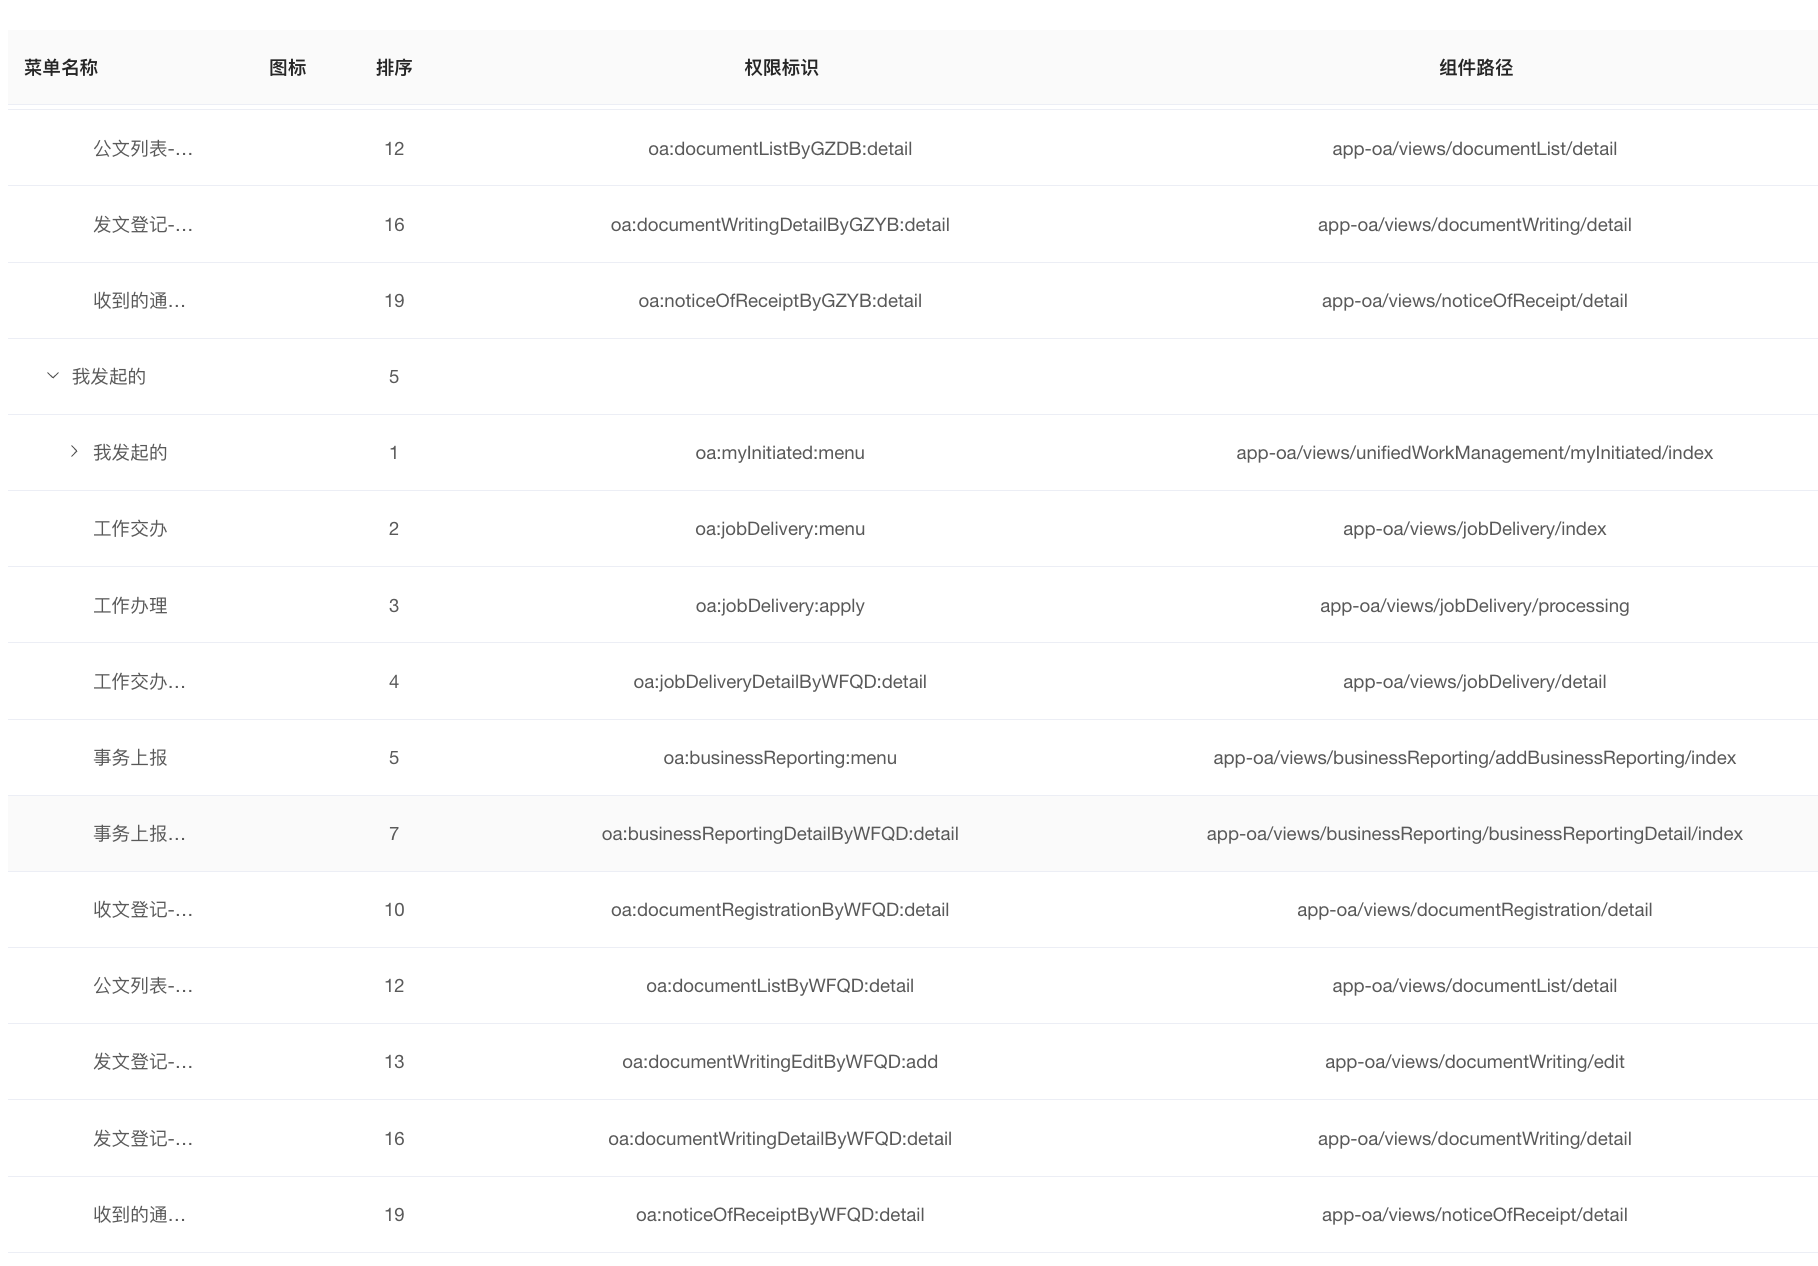 菜单名称 图标 排序 权限标识 组件路径
公文列表-... 12 oa:documentListByGZDB:detail app-oa/views/documentList/detail
发文登记-... 16 oa:documentWritingDetailByGZYB:detail app-oa/views/documentWriting/detail
收到的通... 19 oa:noticeOfReceiptByGZYB:detail app-oa/views/noticeOfReceipt/detail
我发起的 5
我发起的 1 oa:myInitiated:menu app-oa/views/unifiedWorkManagement/myInitiated/index
工作交办 2 oa:jobDelivery:menu app-oa/views/jobDelivery/index
工作办理 3 oa:jobDelivery:apply app-oa/views/jobDelivery/processing
工作交办... 4 oa:jobDeliveryDetailByWFQD:detail app-oa/views/jobDelivery/detail
事务上报 5 oa:businessReporting:menu app-oa/views/businessReporting/addBusinessReporting/index
事务上报... 7 oa:businessReportingDetailByWFQD:detail app-oa/views/businessReporting/businessReportingDetail/index
收文登记-... 10 oa:documentRegistrationByWFQD:detail app-oa/views/documentRegistration/detail
公文列表-... 12 oa:documentListByWFQD:detail app-oa/views/documentList/detail
发文登记-... 13 oa:documentWritingEditByWFQD:add app-oa/views/documentWriting/edit
发文登记-... 16 oa:documentWritingDetailByWFQD:detail app-oa/views/documentWriting/detail
收到的通... 19 oa:noticeOfReceiptByWFQD:detail app-oa/views/noticeOfReceipt/detail